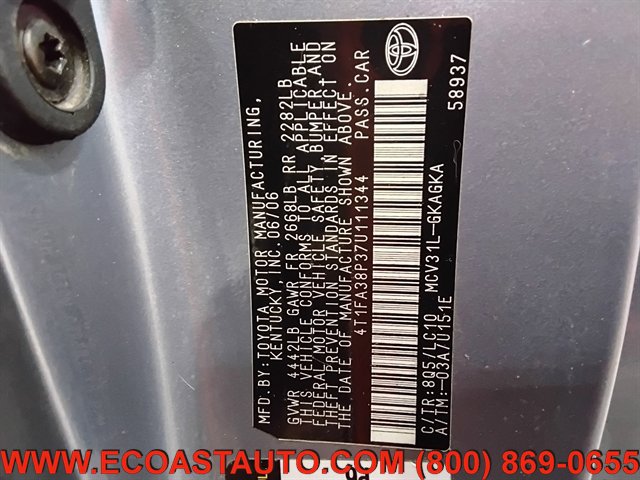 MFD. BY: TOYOTA MOTOR MANUFACTURING,
KENTUCKY, INC. 06/06
GVWR 4442LB GAWR FR 2668LB RR 2282LB
THIS VEHICLE CONFORMS TO ALL APPLICABLE
FEDERAL MOTOR VEHICLE SAFETY, BUMPER AND
THEFT PREVENTION STANDARDS IN EFFECT ON
THE DATE OF MANUFACTURE SHOWN ABOVE.
4T1FA38P37U111344 PASS.CAR
C/TR:8Q5/LC10 MCV31L-GKAGKA
A/TM:-03A/U151E 58937
WWW.ECOASTAUTO.COM (800) 869-0655